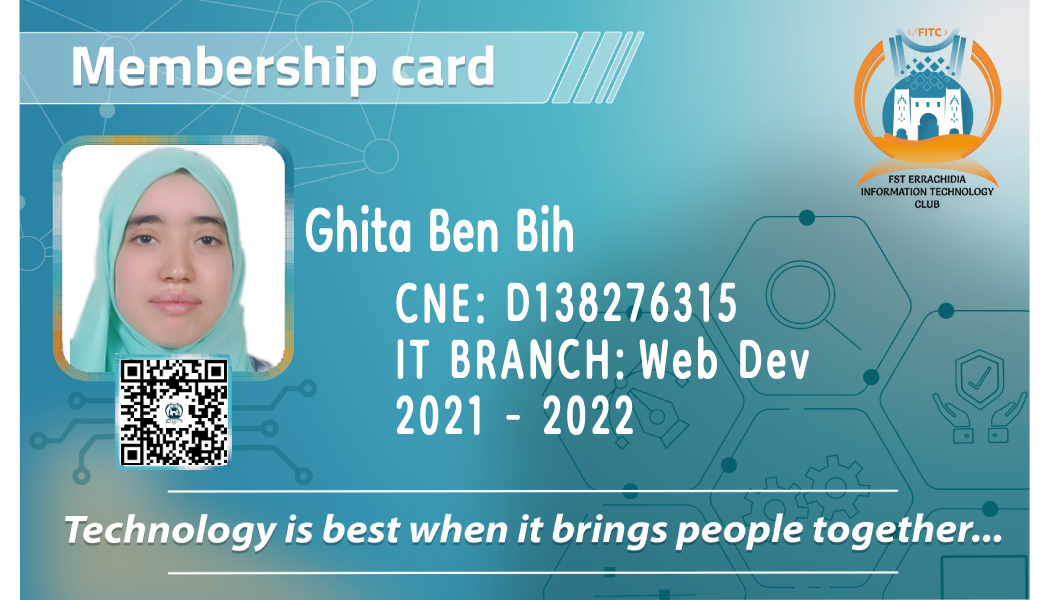 Membership card
</FITC>
FST ERRACHIDIA
INFORMATION TECHNOLOGY
CLUB
Ghita Ben Bih
CNE: D138276315
IT BRANCH: Web Dev
2021 - 2022
Technology is best when it brings people together...